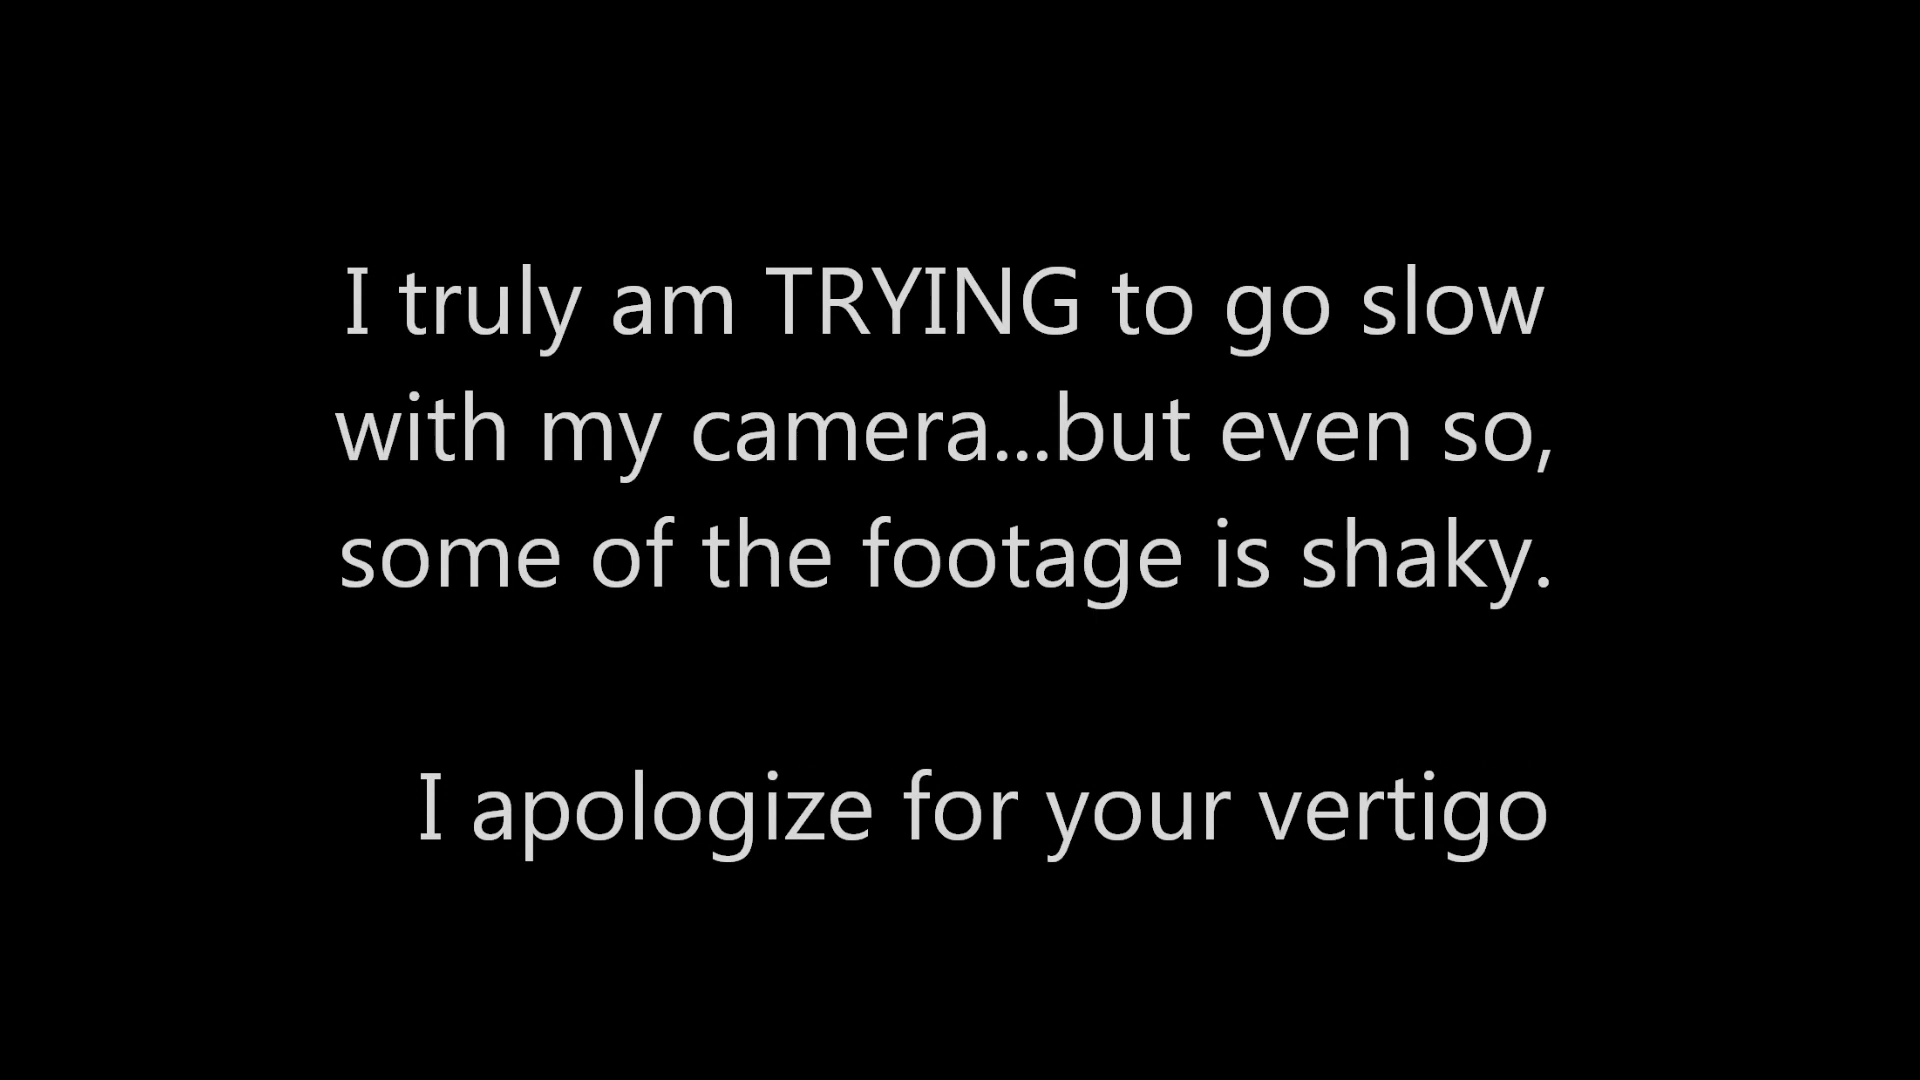 I truly am TRYING to go slow
with my camera...but even so,
some of the footage is shaky.
I apologize for your vertigo